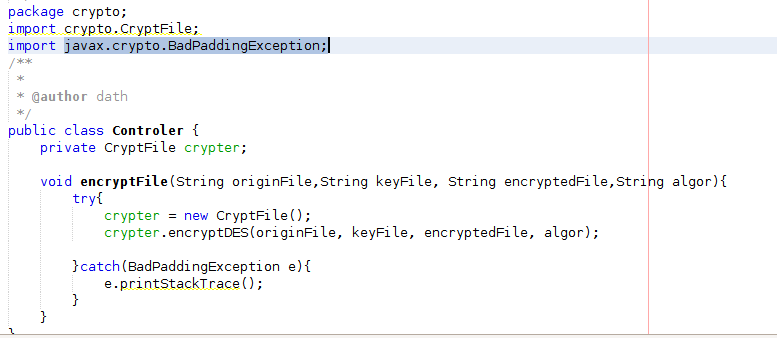 package crypto;
import crypto.CryptFile;
import javax.crypto.BadPaddingException;
/**
 *
 * @author dath
 */
public class Controler {
    private CryptFile crypter;

    void encryptFile(String originFile,String keyFile, String encryptedFile,String algor){
        try{
            crypter = new CryptFile();
            crypter.encryptDES(originFile, keyFile, encryptedFile, algor);

        }catch(BadPaddingException e){
            e.printStackTrace();
        }
    }
}